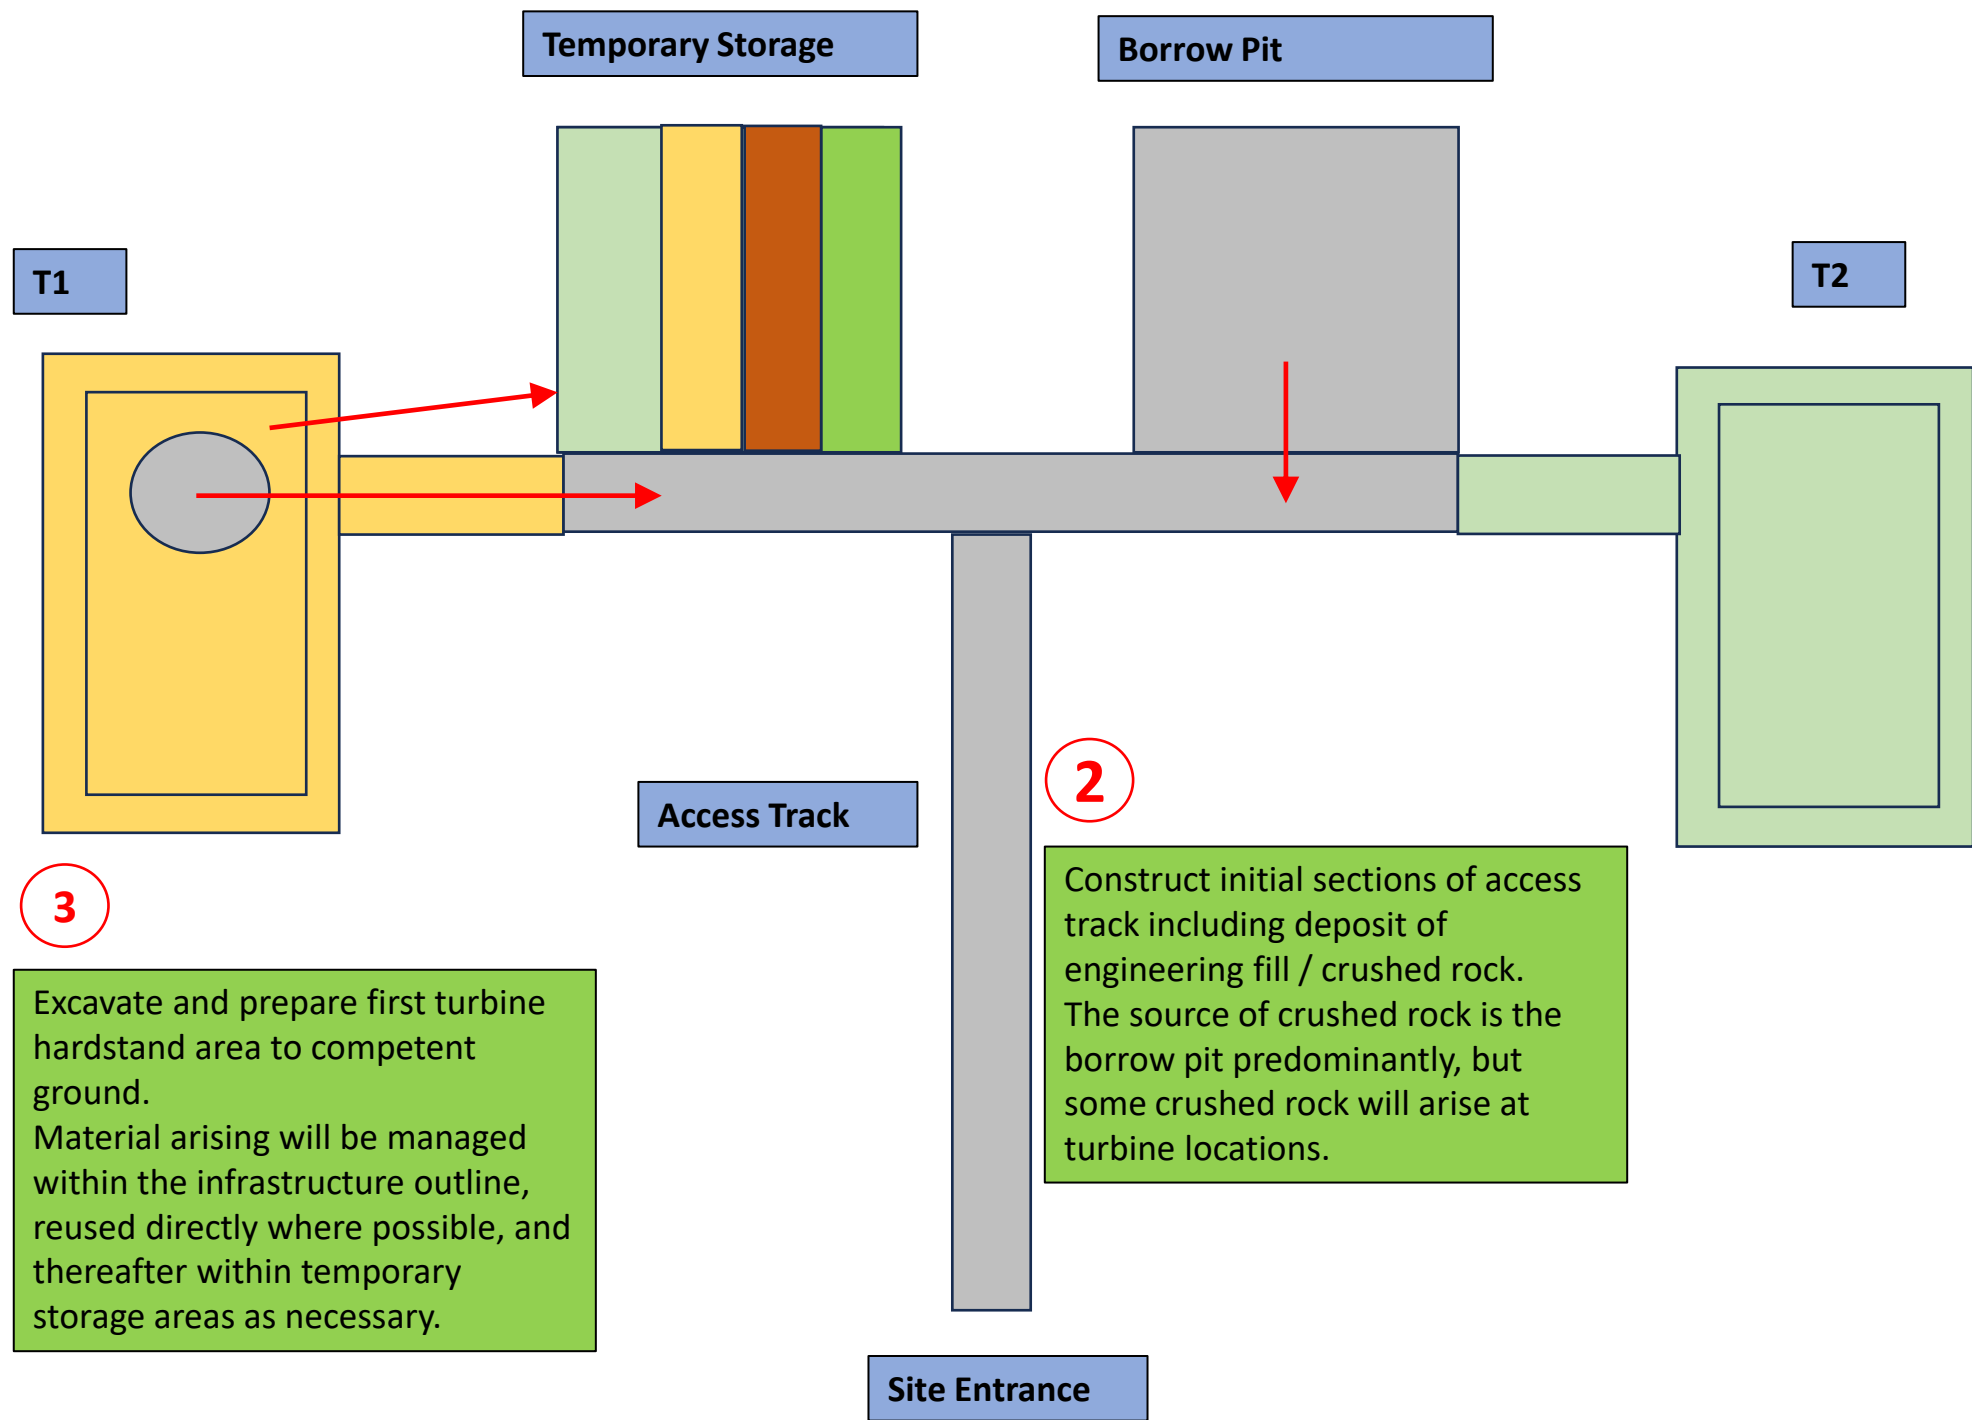 Temporary Storage
Borrow Pit
T1
T2
Access Track
2
Construct initial sections of access
track including deposit of
engineering fill / crushed rock.
The source of crushed rock is the
borrow pit predominantly, but
some crushed rock will arise at
turbine locations.
3
Excavate and prepare first turbine
hardstand area to competent
ground.
Material arising will be managed
within the infrastructure outline,
reused directly where possible, and
thereafter within temporary
storage areas as necessary.
Site Entrance